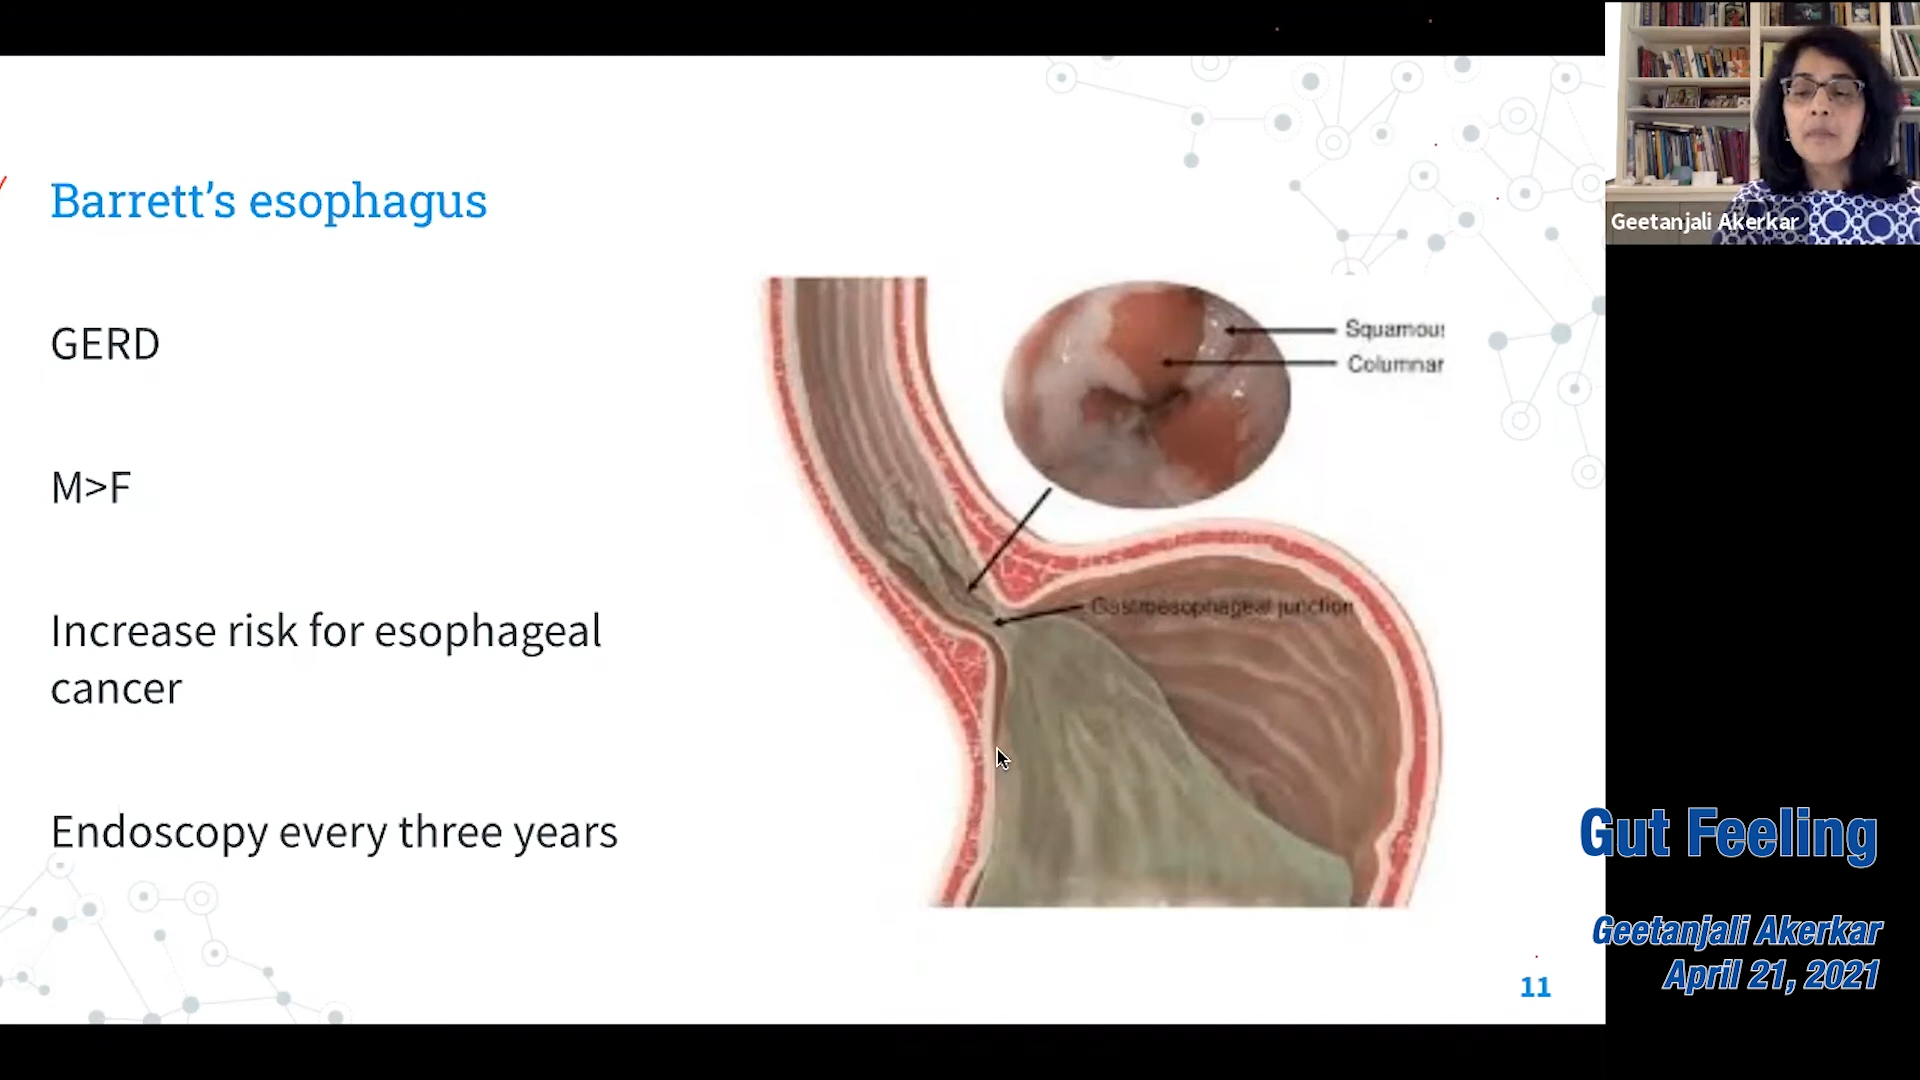 Barrett’s esophagus
GERD
M>F
Increase risk for esophageal
cancer
Endoscopy every three years
Squamous
Columnar
Gastroesophageal junction
11
Geetanjali Akerkar
Gut Feeling
Geetanjali Akerkar
April 21, 2021